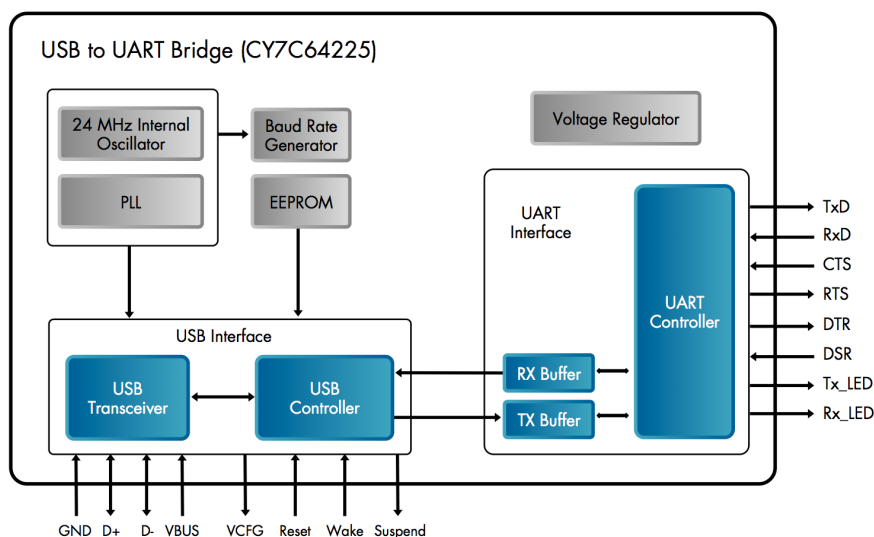 USB to UART Bridge (CY7C64225)
24 MHz Internal
Oscillator
PLL
Baud Rate
Generator
EEPROM
Voltage Regulator
UART
Interface
UART
Controller
RX Buffer
TX Buffer
USB Interface
USB
Transceiver
USB
Controller
TxD
RxD
CTS
RTS
DTR
DSR
Tx_LED
Rx_LED
GND D+ D- VBUS VCFG Reset Wake Suspend